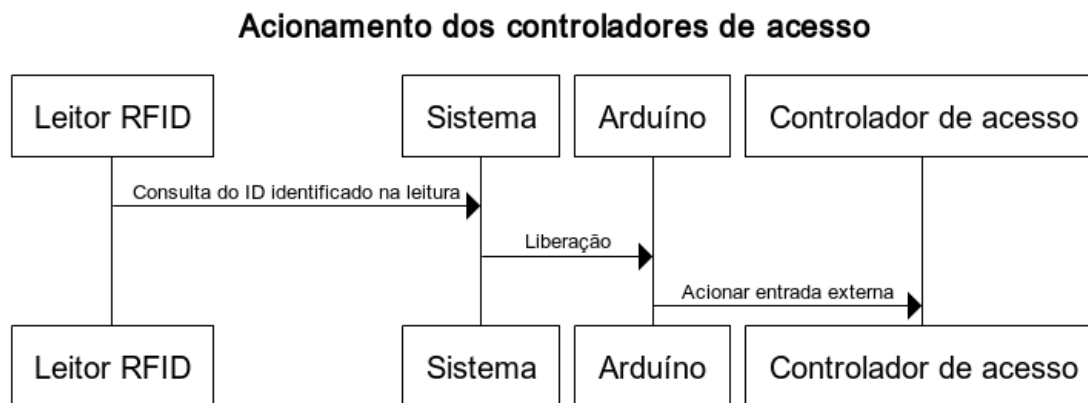 Acionamento dos controladores de acesso
Leitor RFID
Sistema
Arduíno
Controlador de acesso
Consulta do ID identificado na leitura
Liberação
Acionar entrada externa
Leitor RFID
Sistema
Arduíno
Controlador de acesso